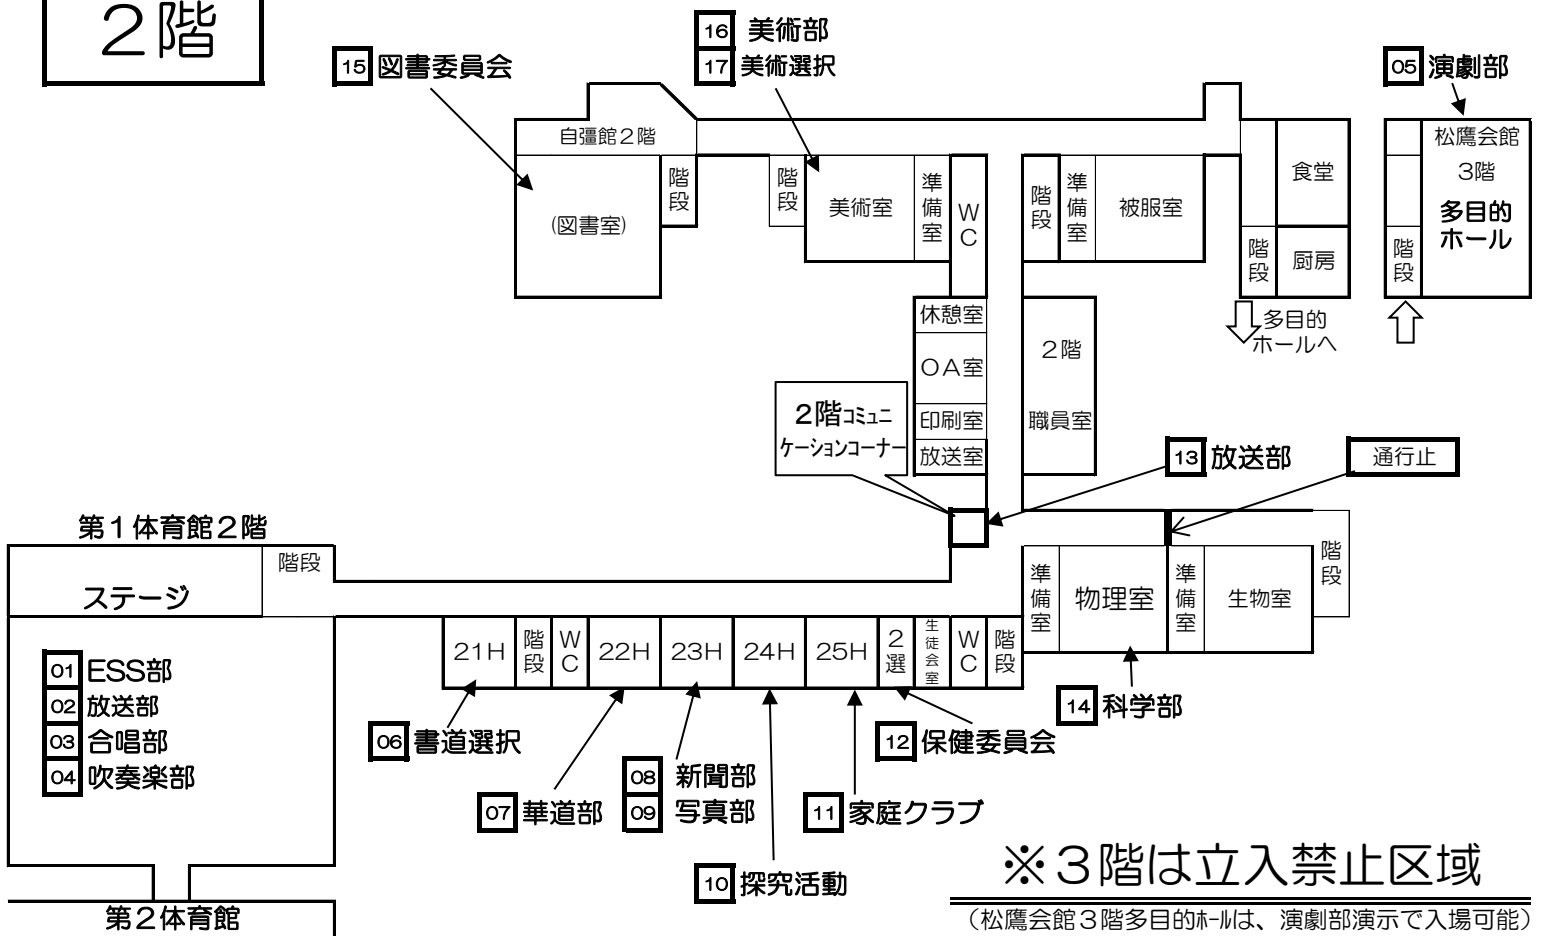 ２階
16 美術部
17 美術選択
15 図書委員会
05 演劇部
自彊館２階
松鷹会館
３階
多目的
ホール
階段
(図書室)
階段
階段
美術室
準備室
ＷＣ
階段
準備室
被服室
食堂
階段
厨房
多目的
ホールへ
休憩室
ＯＡ室
印刷室
放送室
２階
職員室
２階コミュニ
ケーションコーナー
13 放送部
通行止
第１体育館２階
階段
ステージ
準備室
物理室
準備室
生物室
階段
21H
階段
ＷＣ
22H
23H
24H
25H
２選
生徒会室
ＷＣ
階段
01 ESS部
02 放送部
03 合唱部
04 吹奏楽部
14 科学部
06 書道選択
12 保健委員会
08 新聞部
09 写真部
07 華道部
11 家庭クラブ
10 探究活動
※３階は立入禁止区域
（松鷹会館３階多目的ホールは、演劇部演示で入場可能）
第２体育館